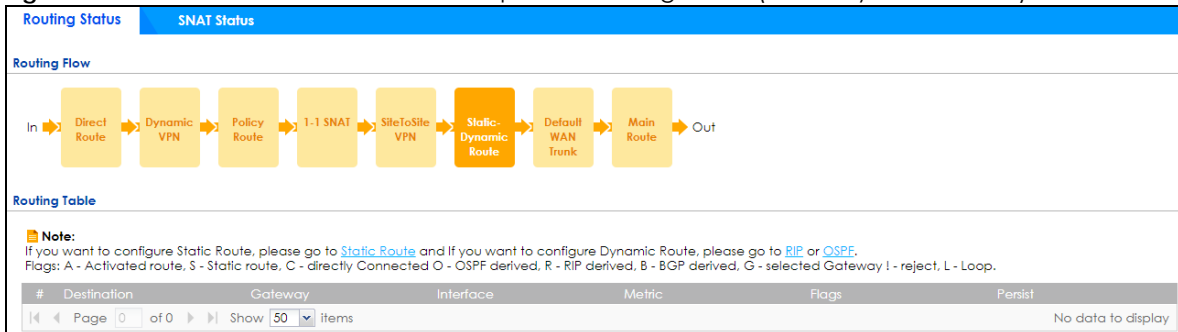 Routing Status SNAT Status
Routing Flow
In Direct Route Dynamic VPN Policy Route 1-1 SNAT SiteToSite VPN Static-Dynamic Route Default WAN Trunk Main Route Out
Routing Table
Note:
If you want to configure Static Route, please go to Static Route and If you want to configure Dynamic Route, please go to RIP or OSPF.
Flags: A - Activated route, S - Static route, C - directly Connected O - OSPF derived, R - RIP derived, B - BGP derived, G - selected Gateway ! - reject, L - Loop.
# Destination Gateway Interface Metric Flags Persist
Page 0 of 0 Show 50 items No data to display